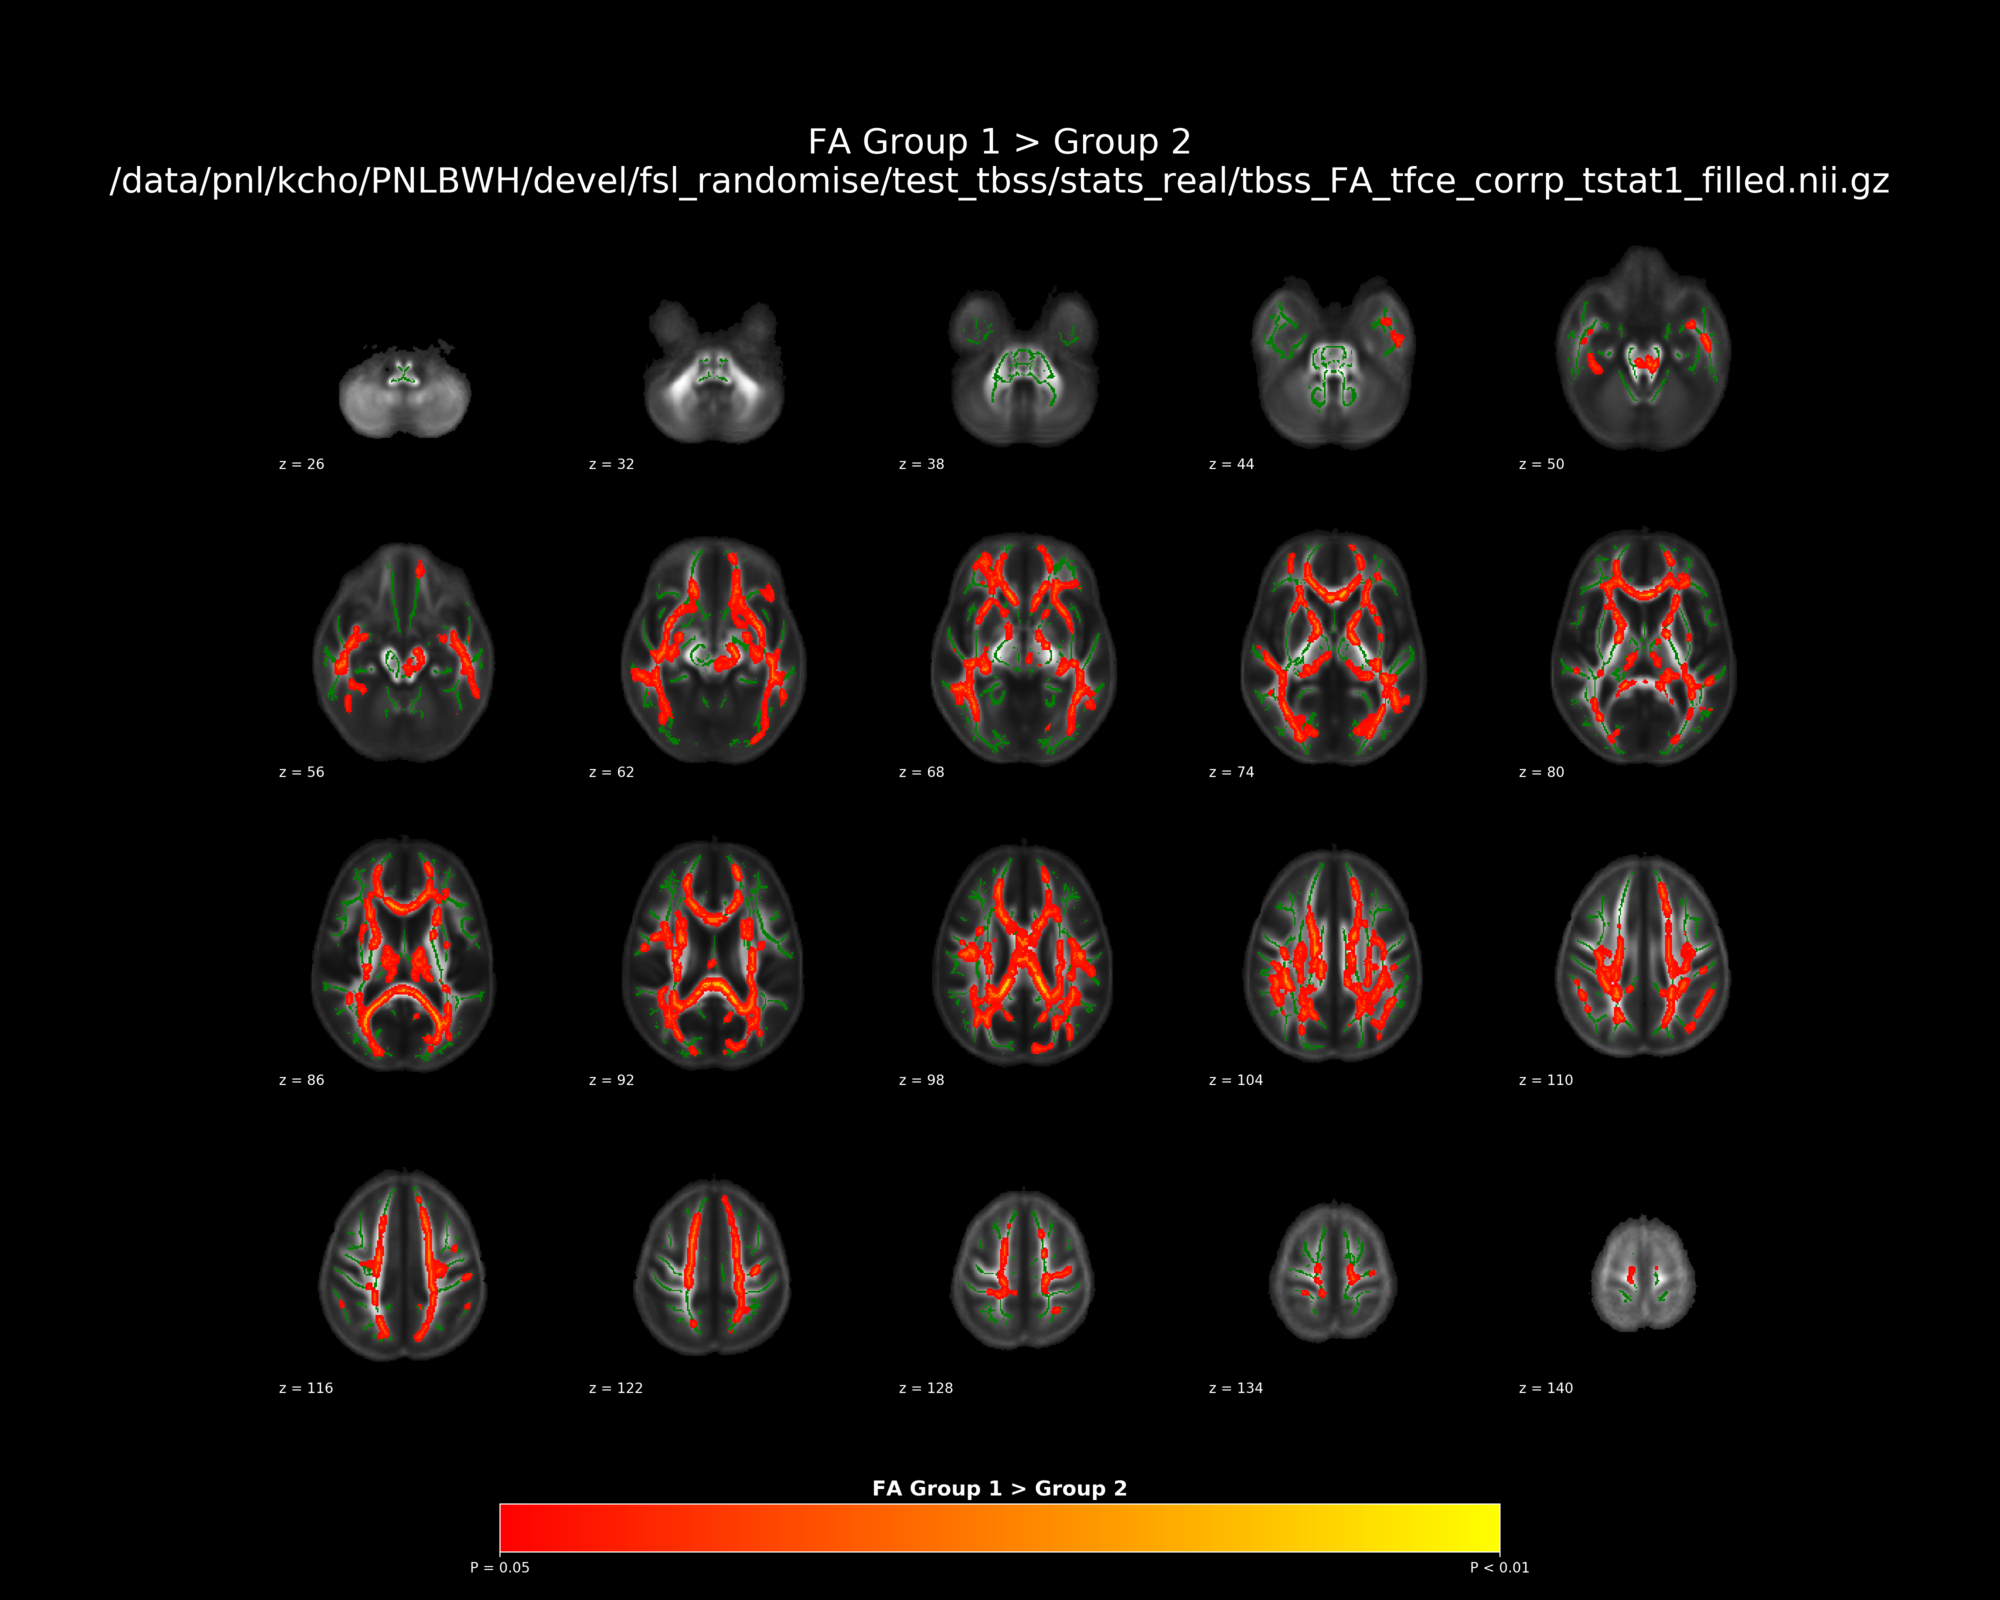 FA Group 1 > Group 2
/data/pnl/kcho/PNLBWH/devel/fsl_randomise/test_tbss/stats_real/tbss_FA_tfce_corrp_tstat1_filled.nii.gz
z = 26
z = 32
z = 38
z = 44
z = 50
z = 56
z = 62
z = 68
z = 74
z = 80
z = 86
z = 92
z = 98
z = 104
z = 110
z = 116
z = 122
z = 128
z = 134
z = 140
FA Group 1 > Group 2
P = 0.05
P < 0.01